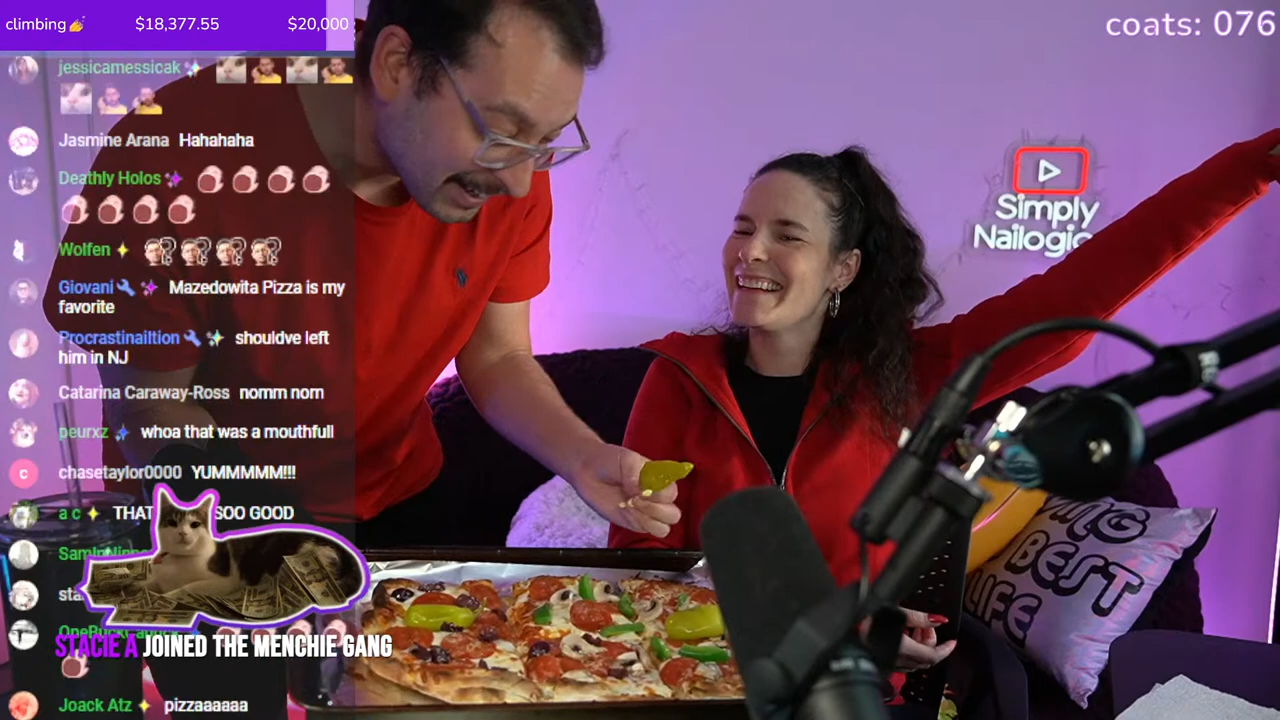 climbing $18,377.55 $20,000
coats: 076
jessicamessicak
Jasmine Arana Hahahaha
Deathly Holos
Wolfen
Giovani Mazedowita Pizza is my
favorite
Procrastinailtion shouldve left
him in NJ
Catarina Caraway-Ross nomm nom
peurxz whoa that was a mouthfull
chasetaylor0000 YUMMMMM!!!
a c THAT SOO GOOD
STACIE A JOINED THE MENCHIE GANG
Joack Atz pizzaaaaaa
Simply
Nailogic
BEST
LIFE